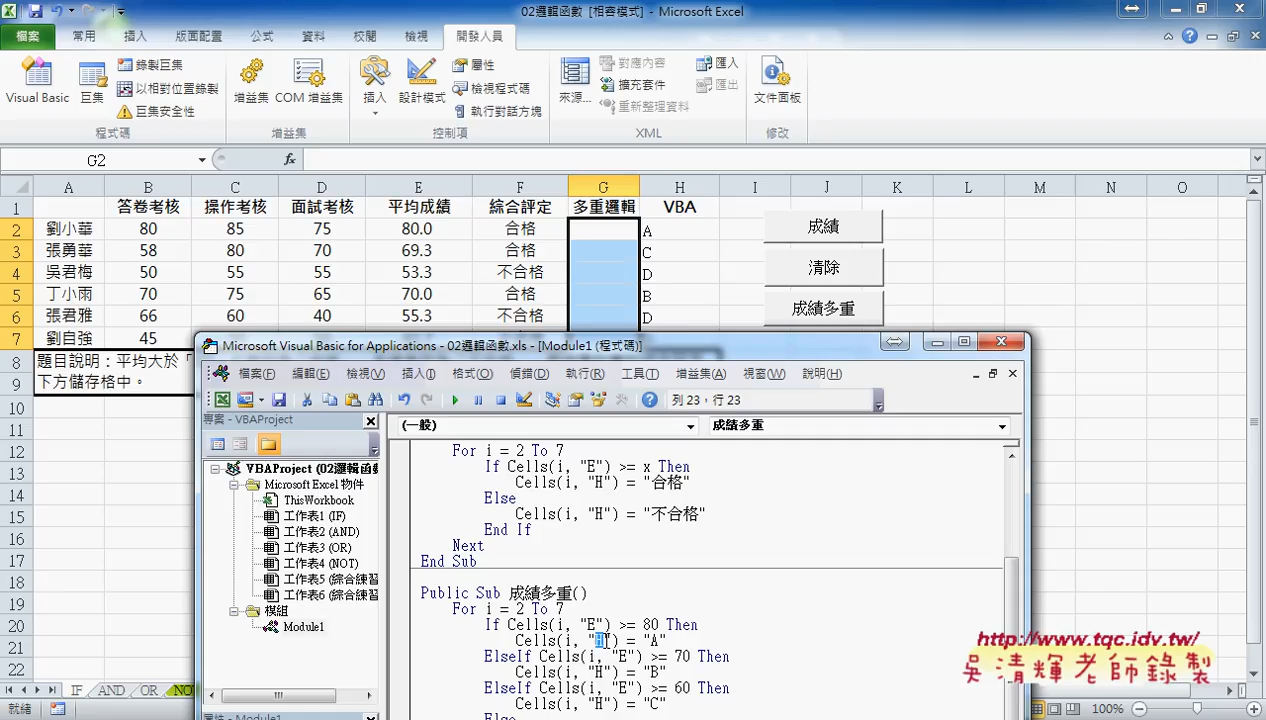 02邏輯函數 [相容模式] - Microsoft Excel
檔案 常用 插入 版面配置 公式 資料 校閱 檢視 開發人員
Visual Basic 巨集 錄製巨集 以相對位置錄製 巨集安全性 程式碼
增益集 COM 增益集 增益集
插入 設計模式 屬性 檢視程式碼 執行對話方塊 控制項
來源... 對應內容 擴充套件 重新整理資料 匯入 匯出 XML
文件面板 修改
G2 fx
A B C D E F G H I J K L M N O
1 答卷考核 操作考核 面試考核 平均成績 綜合評定 多重邏輯 VBA
2 劉小華 80 85 75 80.0 合格 A
3 張勇華 58 80 70 69.3 合格 C
4 吳君梅 50 55 55 53.3 不合格 D
5 丁小雨 70 75 65 70.0 合格 B
6 張君雅 66 60 40 55.3 不合格 D
7 劉自強 45
成績
清除
成績多重
8 題目說明：平均大於「
9 下方儲存格中。
10
11
12
13
14
15
16
17
18
19
20
21
22
Microsoft Visual Basic for Applications - 02邏輯函數.xls - [Module1 (程式碼)]
檔案(F) 編輯(E) 檢視(V) 插入(I) 格式(O) 偵錯(D) 執行(R) 工具(T) 增益集(A) 視窗(W) 說明(H)
列 23，行 23
專案 - VBAProject
VBAProject (02邏輯函
Microsoft Excel 物件
ThisWorkbook
工作表1 (IF)
工作表2 (AND)
工作表3 (OR)
工作表4 (NOT)
工作表5 (綜合練習
工作表6 (綜合練習
模組
Module1
(一般) 成績多重
For i = 2 To 7
If Cells(i, "E") >= x Then
Cells(i, "H") = "合格"
Else
Cells(i, "H") = "不合格"
End If
Next
End Sub
Public Sub 成績多重()
For i = 2 To 7
If Cells(i, "E") >= 80 Then
Cells(i, "H") = "A"
ElseIf Cells(i, "E") >= 70 Then
Cells(i, "H") = "B"
ElseIf Cells(i, "E") >= 60 Then
Cells(i, "H") = "C"
Else
http://www.tqc.idv.tw/
吳清輝老師錄製
IF AND OR NO
就緒 100%